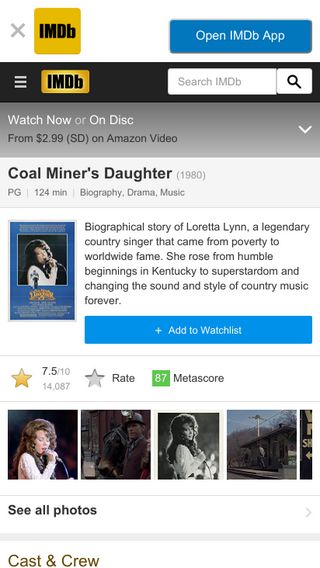 IMDb
Open IMDb App
IMDb
Search IMDb
Watch Now or On Disc
From $2.99 (SD) on Amazon Video
Coal Miner's Daughter (1980)
PG | 124 min | Biography, Drama, Music
Biographical story of Loretta Lynn, a legendary
country singer that came from poverty to
worldwide fame. She rose from humble
beginnings in Kentucky to superstardom and
changing the sound and style of country music
forever.
+ Add to Watchlist
7.5/10
14,087
Rate
87 Metascore
See all photos
Cast & Crew